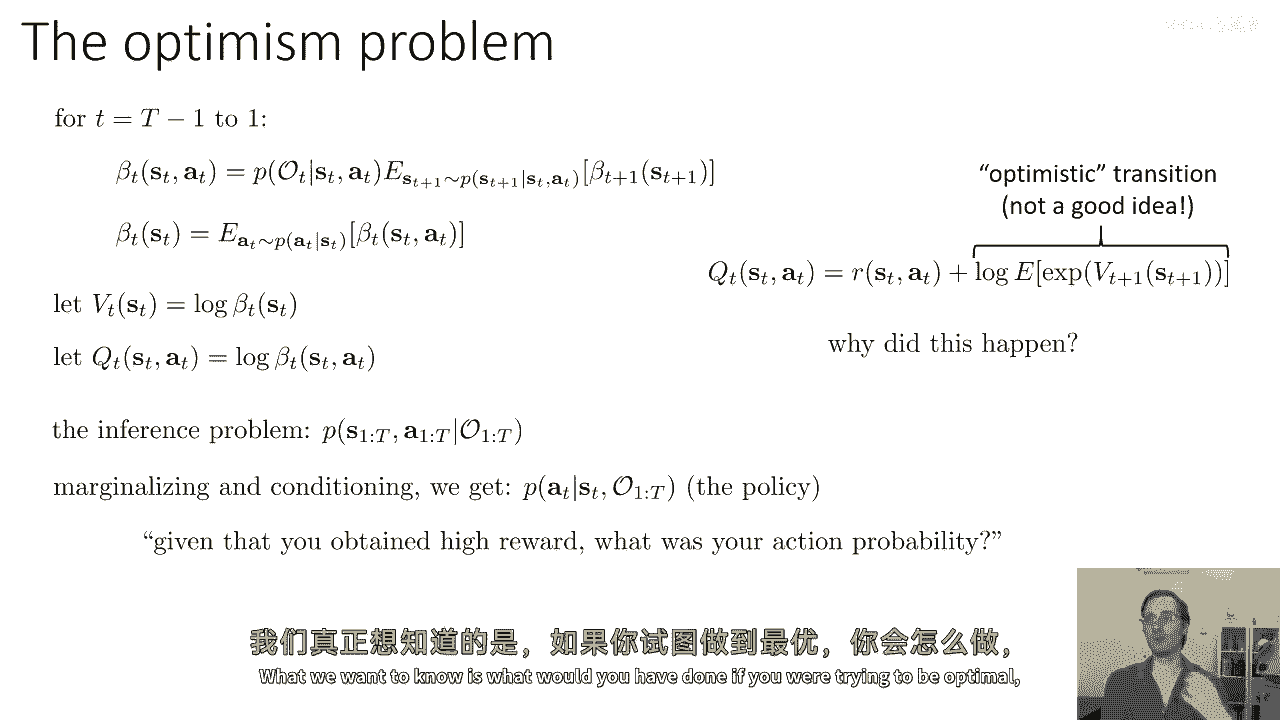 The optimism problem
for $t = T - 1$ to 1:
$\beta_t(\mathbf{s}_t, \mathbf{a}_t) = p(\mathcal{O}_t|\mathbf{s}_t, \mathbf{a}_t)E_{\mathbf{s}_{t+1} \sim p(\mathbf{s}_{t+1}|\mathbf{s}_t, \mathbf{a}_t)}[\beta_{t+1}(\mathbf{s}_{t+1})]$
$\beta_t(\mathbf{s}_t) = E_{\mathbf{a}_t \sim p(\mathbf{a}_t|\mathbf{s}_t)}[\beta_t(\mathbf{s}_t, \mathbf{a}_t)]$
let $V_t(\mathbf{s}_t) = \log \beta_t(\mathbf{s}_t)$
let $Q_t(\mathbf{s}_t, \mathbf{a}_t) = \log \beta_t(\mathbf{s}_t, \mathbf{a}_t)$
“optimistic” transition
(not a good idea!)
$Q_t(\mathbf{s}_t, \mathbf{a}_t) = r(\mathbf{s}_t, \mathbf{a}_t) + \log E[\exp(V_{t+1}(\mathbf{s}_{t+1}))]$
why did this happen?
the inference problem: $p(\mathbf{s}_{1:T}, \mathbf{a}_{1:T}|\mathcal{O}_{1:T})$
marginalizing and conditioning, we get: $p(\mathbf{a}_t|\mathbf{s}_t, \mathcal{O}_{1:T})$ (the policy)
“given that you obtained high reward, what was your action probability?”
我们真正想知道的是，如果你试图做到最优，你会怎么做，
What we want to know is what would you have done if you were trying to be optimal,